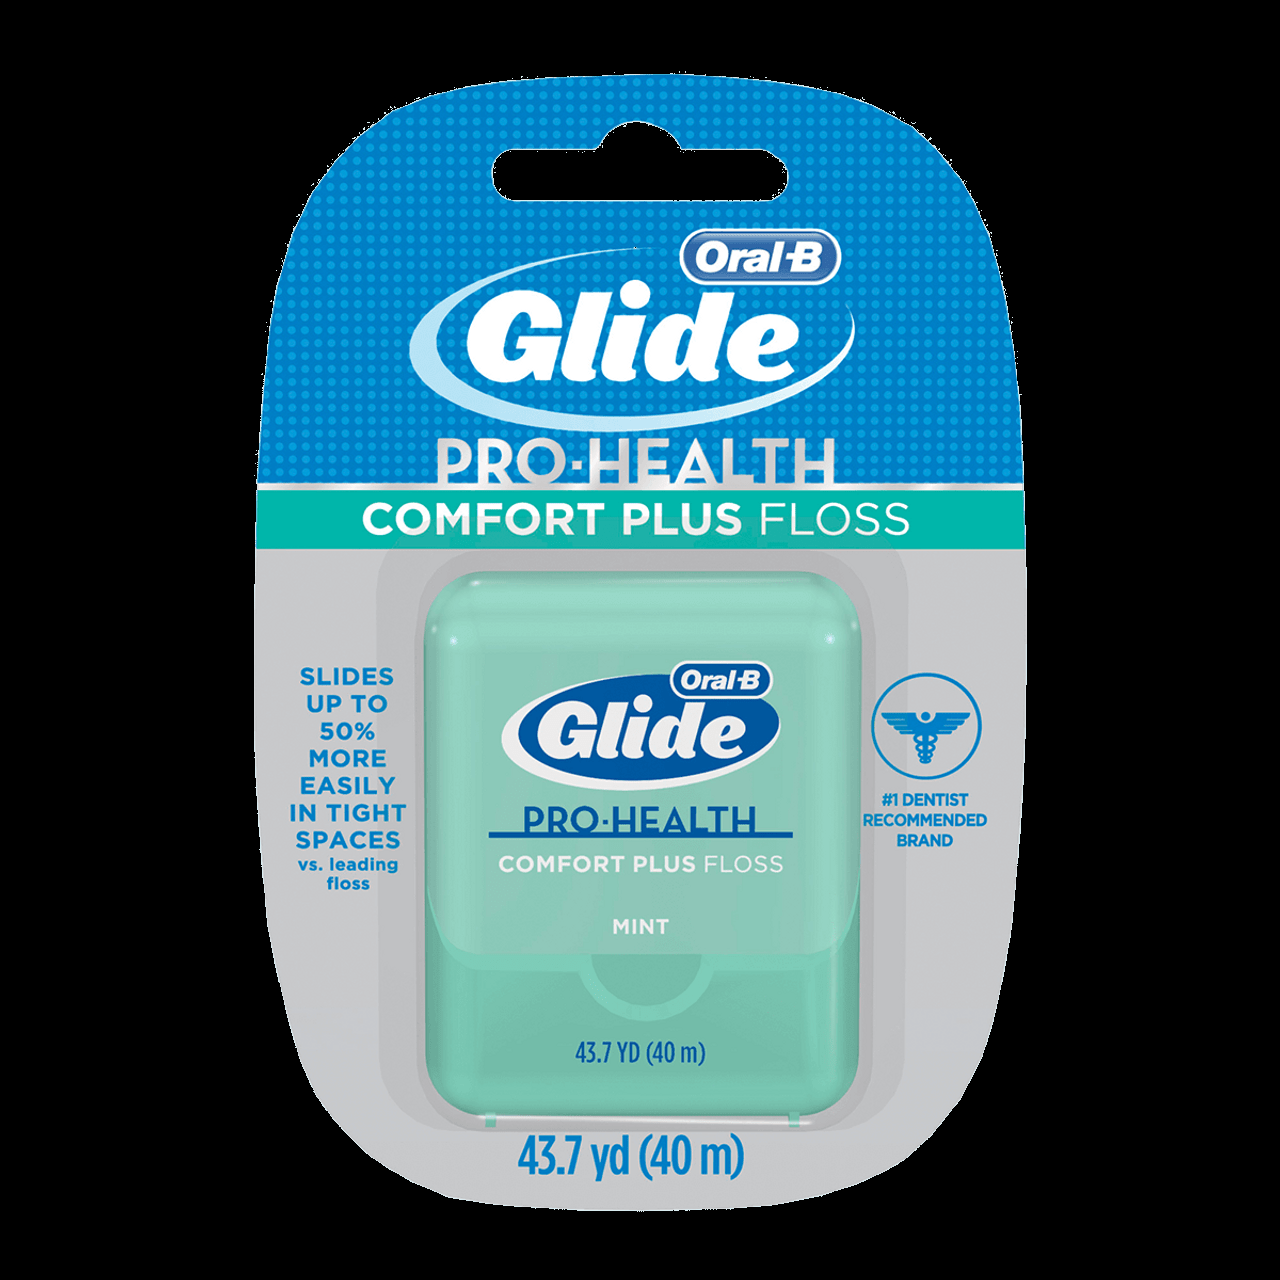 Oral-B
Glide
PRO-HEALTH
COMFORT PLUS FLOSS
SLIDES
UP TO
50%
MORE
EASILY
IN TIGHT
SPACES
vs. leading
floss
Oral-B
Glide
PRO-HEALTH
COMFORT PLUS FLOSS
MINT
43.7 YD (40 m)
#1 DENTIST
RECOMMENDED
BRAND
43.7 yd (40 m)